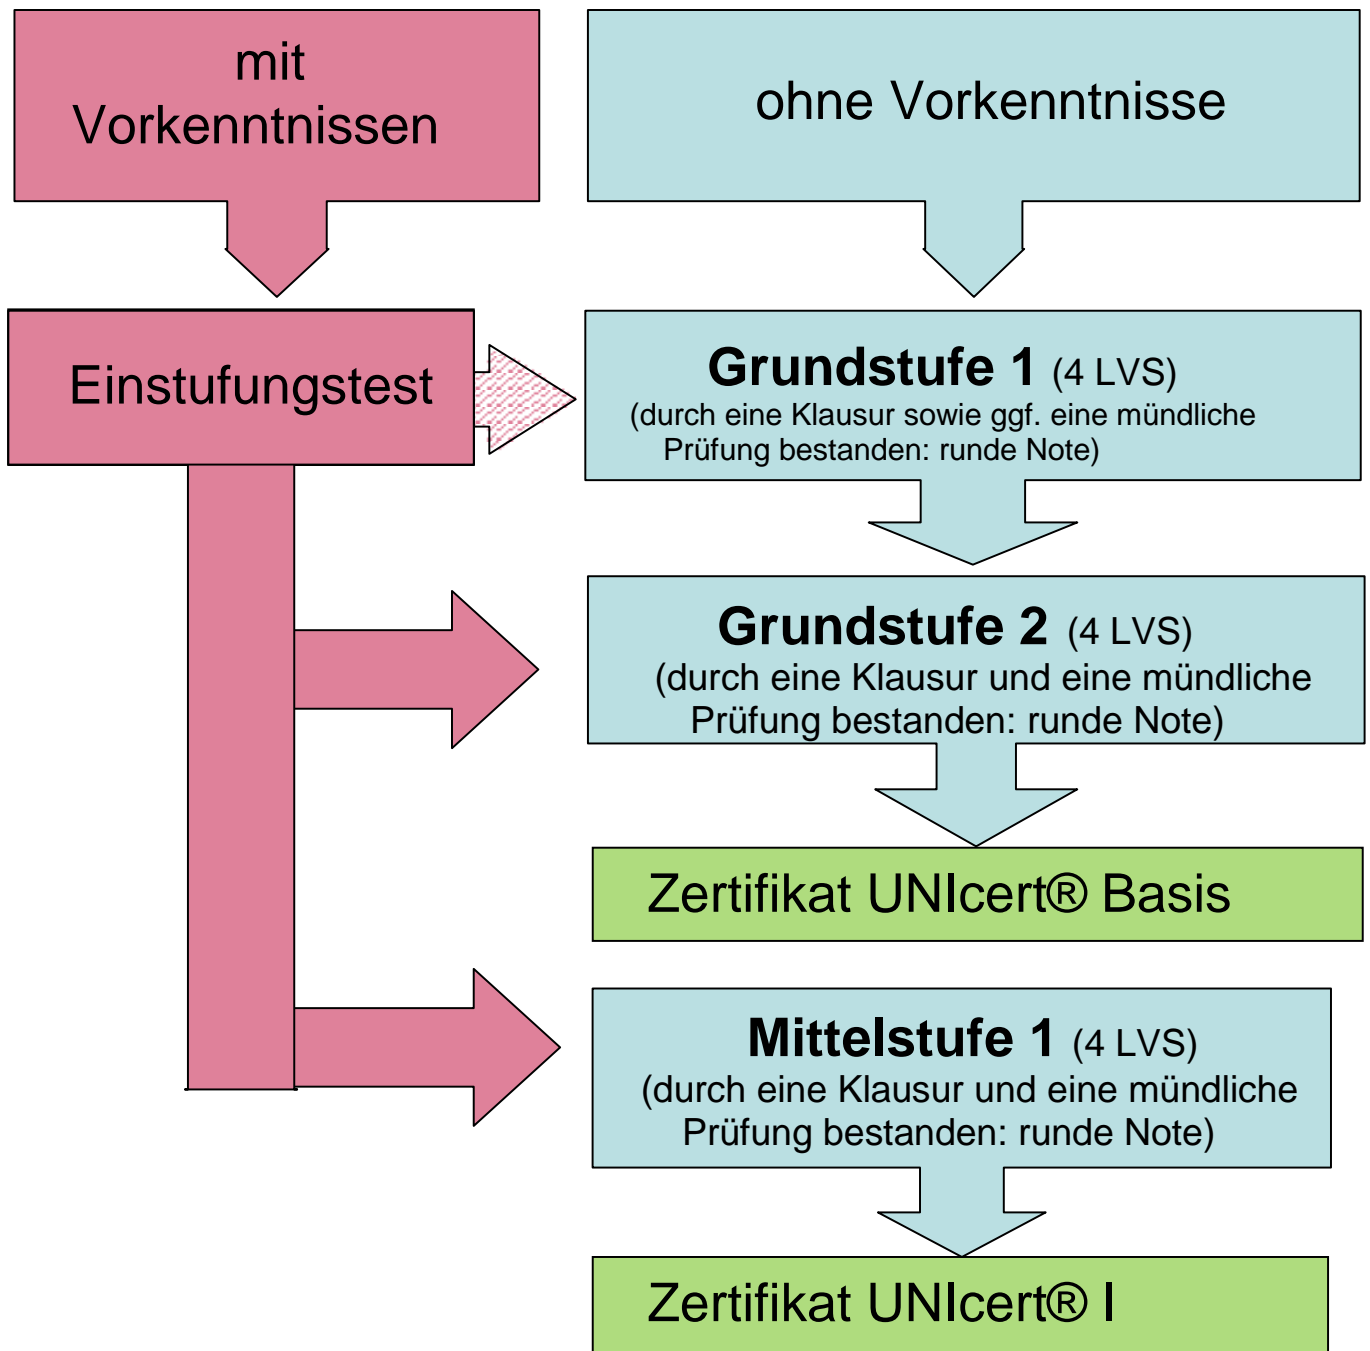 mit
Vorkenntnissen
ohne Vorkenntnisse
Einstufungstest
Grundstufe 1 (4 LVS)
(durch eine Klausur sowie ggf. eine mündliche
Prüfung bestanden: runde Note)
Grundstufe 2 (4 LVS)
(durch eine Klausur und eine mündliche
Prüfung bestanden: runde Note)
Zertifikat UNIcert® Basis
Mittelstufe 1 (4 LVS)
(durch eine Klausur und eine mündliche
Prüfung bestanden: runde Note)
Zertifikat UNIcert® I